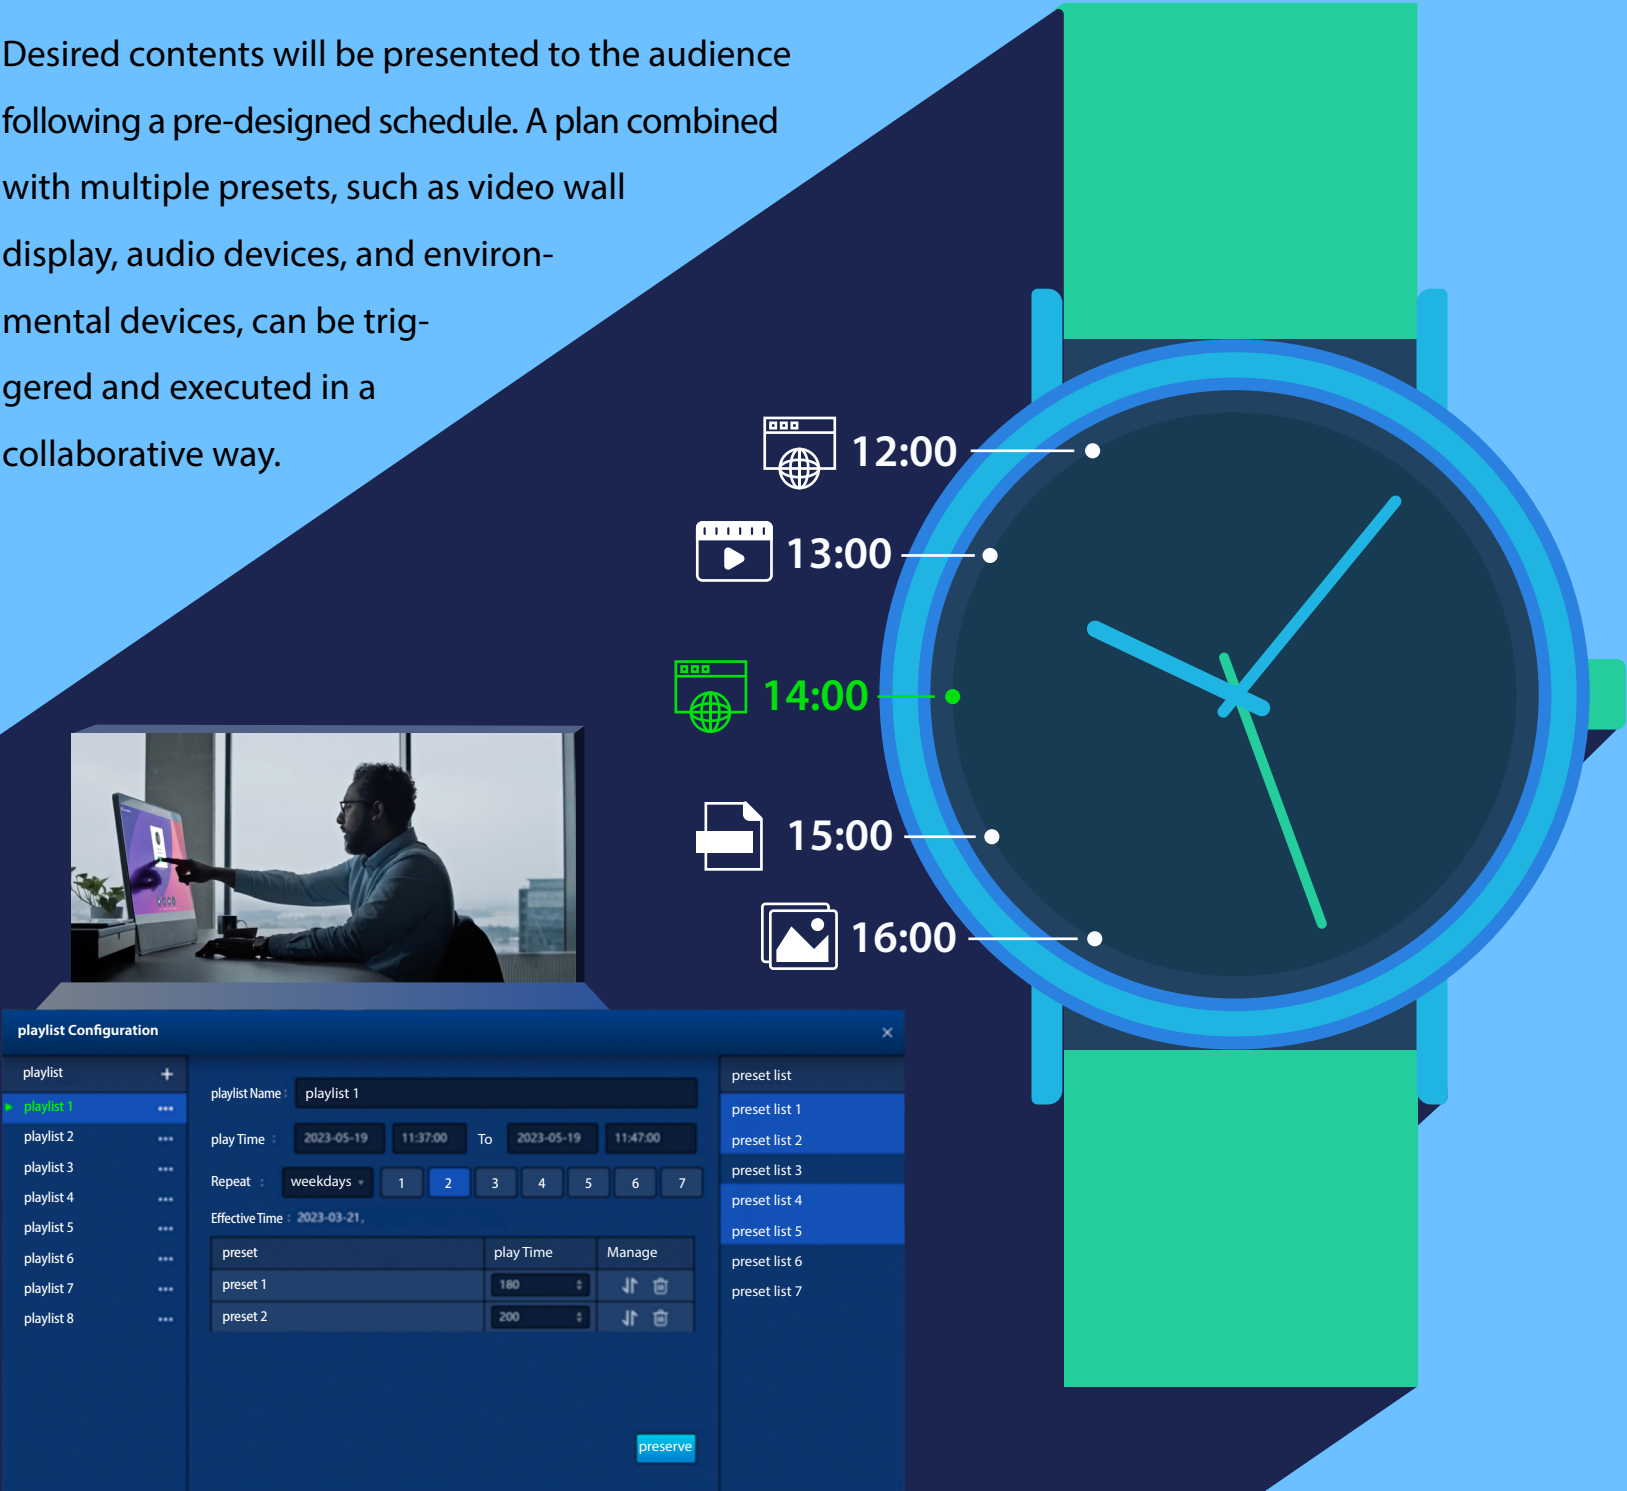 Desired contents will be presented to the audience
following a pre-designed schedule. A plan combined
with multiple presets, such as video wall
display, audio devices, and environ-
mental devices, can be trig-
gered and executed in a
collaborative way.
12:00
13:00
14:00
15:00
16:00
playlist Configuration
playlist +
playlist 1
playlist 2
playlist 3
playlist 4
playlist 5
playlist 6
playlist 7
playlist 8
playlist Name : playlist 1
play Time : 2023-05-19 11:37:00 To 2023-05-19 11:47:00
Repeat : weekdays 1 2 3 4 5 6 7
Effective Time : 2023-03-21,
preset play Time Manage
preset 1 180
preset 2 200
preserve
preset list
preset list 1
preset list 2
preset list 3
preset list 4
preset list 5
preset list 6
preset list 7